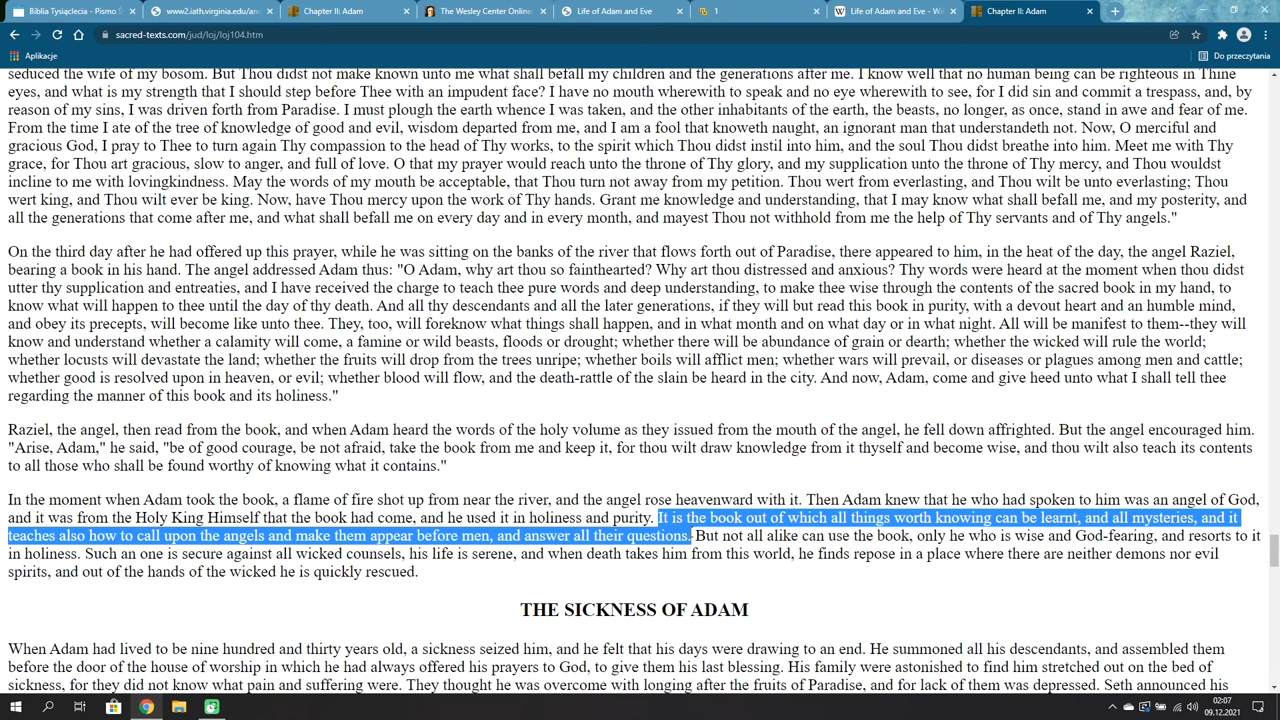 Biblia Tysiąclecia - Pismo Ś
www2.iath.virginia.edu/an
Chapter II: Adam
The Wesley Center Online:
Life of Adam and Eve
1
Life of Adam and Eve - Wi
Chapter II: Adam
sacred-texts.com/jud/loj/loj104.htm
Aplikacje
Do przeczytania
seduced the wife of my bosom. But Thou didst not make known unto me what shall befall my children and the generations after me. I know well that no human being can be righteous in Thine
eyes, and what is my strength that I should step before Thee with an impudent face? I have no mouth wherewith to speak and no eye wherewith to see, for I did sin and commit a trespass, and, by
reason of my sins, I was driven forth from Paradise. I must plough the earth whence I was taken, and the other inhabitants of the earth, the beasts, no longer, as once, stand in awe and fear of me.
From the time I ate of the tree of knowledge of good and evil, wisdom departed from me, and I am a fool that knoweth naught, an ignorant man that understandeth not. Now, O merciful and
gracious God, I pray to Thee to turn again Thy compassion to the head of Thy works, to the spirit which Thou didst instil into him, and the soul Thou didst breathe into him. Meet me with Thy
grace, for Thou art gracious, slow to anger, and full of love. O that my prayer would reach unto the throne of Thy glory, and my supplication unto the throne of Thy mercy, and Thou wouldst
incline to me with lovingkindness. May the words of my mouth be acceptable, that Thou turn not away from my petition. Thou wert from everlasting, and Thou wilt be unto everlasting; Thou
wert king, and Thou wilt ever be king. Now, have Thou mercy upon the work of Thy hands. Grant me knowledge and understanding, that I may know what shall befall me, and my posterity, and
all the generations that come after me, and what shall befall me on every day and in every month, and mayest Thou not withhold from me the help of Thy servants and of Thy angels."
On the third day after he had offered up this prayer, while he was sitting on the banks of the river that flows forth out of Paradise, there appeared to him, in the heat of the day, the angel Raziel,
bearing a book in his hand. The angel addressed Adam thus: "O Adam, why art thou so fainthearted? Why art thou distressed and anxious? Thy words were heard at the moment when thou didst
utter thy supplication and entreaties, and I have received the charge to teach thee pure words and deep understanding, to make thee wise through the contents of the sacred book in my hand, to
know what will happen to thee until the day of thy death. And all thy descendants and all the later generations, if they will but read this book in purity, with a devout heart and an humble mind,
and obey its precepts, will become like unto thee. They, too, will foreknow what things shall happen, and in what month and on what day or in what night. All will be manifest to them--they will
know and understand whether a calamity will come, a famine or wild beasts, floods or drought; whether there will be abundance of grain or dearth; whether the wicked will rule the world;
whether locusts will devastate the land; whether the fruits will drop from the trees unripe; whether boils will afflict men; whether wars will prevail, or diseases or plagues among men and cattle;
whether good is resolved upon in heaven, or evil; whether blood will flow, and the death-rattle of the slain be heard in the city. And now, Adam, come and give heed unto what I shall tell thee
regarding the manner of this book and its holiness."
Raziel, the angel, then read from the book, and when Adam heard the words of the holy volume as they issued from the mouth of the angel, he fell down affrighted. But the angel encouraged him.
"Arise, Adam," he said, "be of good courage, be not afraid, take the book from me and keep it, for thou wilt draw knowledge from it thyself and become wise, and thou wilt also teach its contents
to all those who shall be found worthy of knowing what it contains."
In the moment when Adam took the book, a flame of fire shot up from near the river, and the angel rose heavenward with it. Then Adam knew that he who had spoken to him was an angel of God,
and it was from the Holy King Himself that the book had come, and he used it in holiness and purity. It is the book out of which all things worth knowing can be learnt, and all mysteries, and it
teaches also how to call upon the angels and make them appear before men, and answer all their questions. But not all alike can use the book, only he who is wise and God-fearing, and resorts to it
in holiness. Such an one is secure against all wicked counsels, his life is serene, and when death takes him from this world, he finds repose in a place where there are neither demons nor evil
spirits, and out of the hands of the wicked he is quickly rescued.
THE SICKNESS OF ADAM
When Adam had lived to be nine hundred and thirty years old, a sickness seized him, and he felt that his days were drawing to an end. He summoned all his descendants, and assembled them
before the door of the house of worship in which he had always offered his prayers to God, to give them his last blessing. His family were astonished to find him stretched out on the bed of
sickness, for they did not know what pain and suffering were. They thought he was overcome with longing after the fruits of Paradise, and for lack of them was depressed. Seth announced his
02:07
09.12.2021